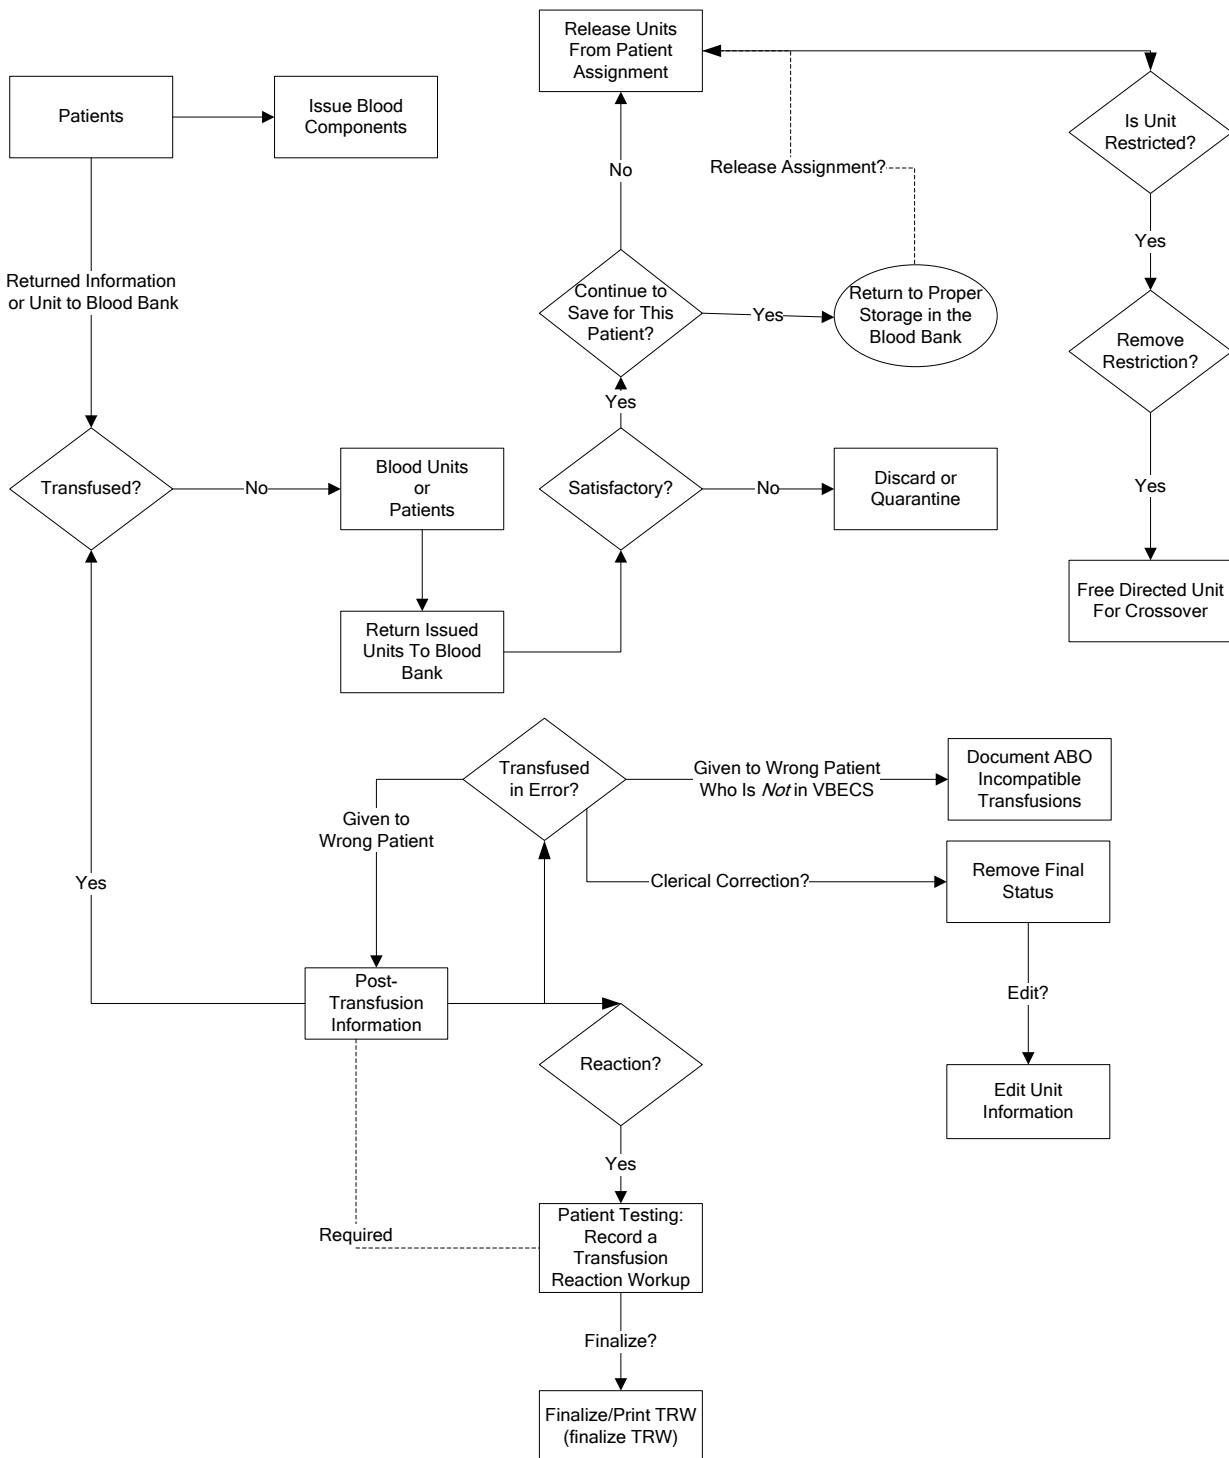 Release Units
From Patient
Assignment
Patients
Issue Blood
Components
Is Unit
Restricted?
No
Release Assignment?
Yes
Returned Information
or Unit to Blood Bank
Continue to
Save for This
Patient?
Yes
Return to Proper
Storage in the
Blood Bank
Remove
Restriction?
Yes
Transfused?
No
Blood Units
or
Patients
Satisfactory?
No
Discard or
Quarantine
Yes
Free Directed Unit
For Crossover
Return Issued
Units To Blood
Bank
Transfused
in Error?
Given to Wrong Patient
Who Is Not in VBECS
Document ABO
Incompatible
Transfusions
Given to
Wrong Patient
Yes
Clerical Correction?
Remove Final
Status
Post-
Transfusion
Information
Edit?
Reaction?
Edit Unit
Information
Yes
Required
Patient Testing:
Record a
Transfusion
Reaction Workup
Finalize?
Finalize/Print TRW
(finalize TRW)